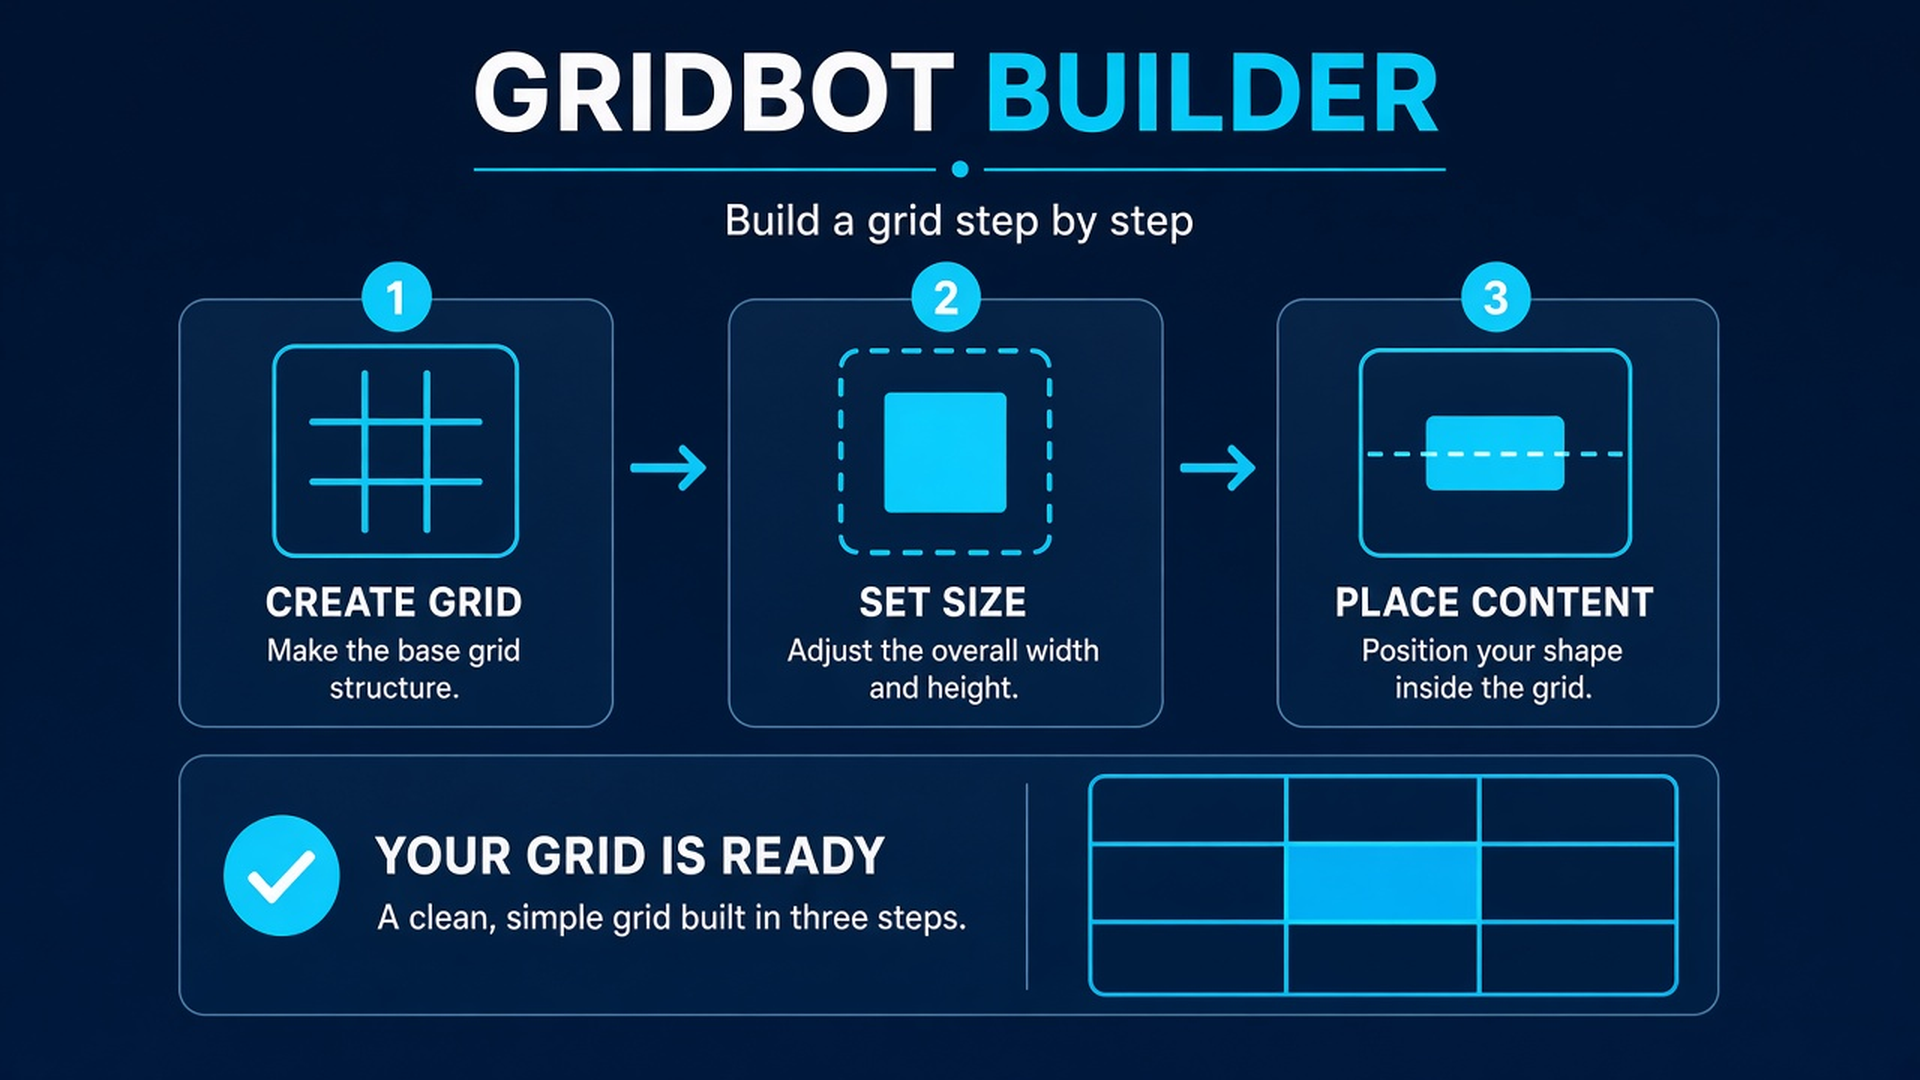 GRIDBOT BUILDER
Build a grid step by step
1
CREATE GRID
Make the base grid
structure.
2
SET SIZE
Adjust the overall width
and height.
3
PLACE CONTENT
Position your shape
inside the grid.
YOUR GRID IS READY
A clean, simple grid built in three steps.